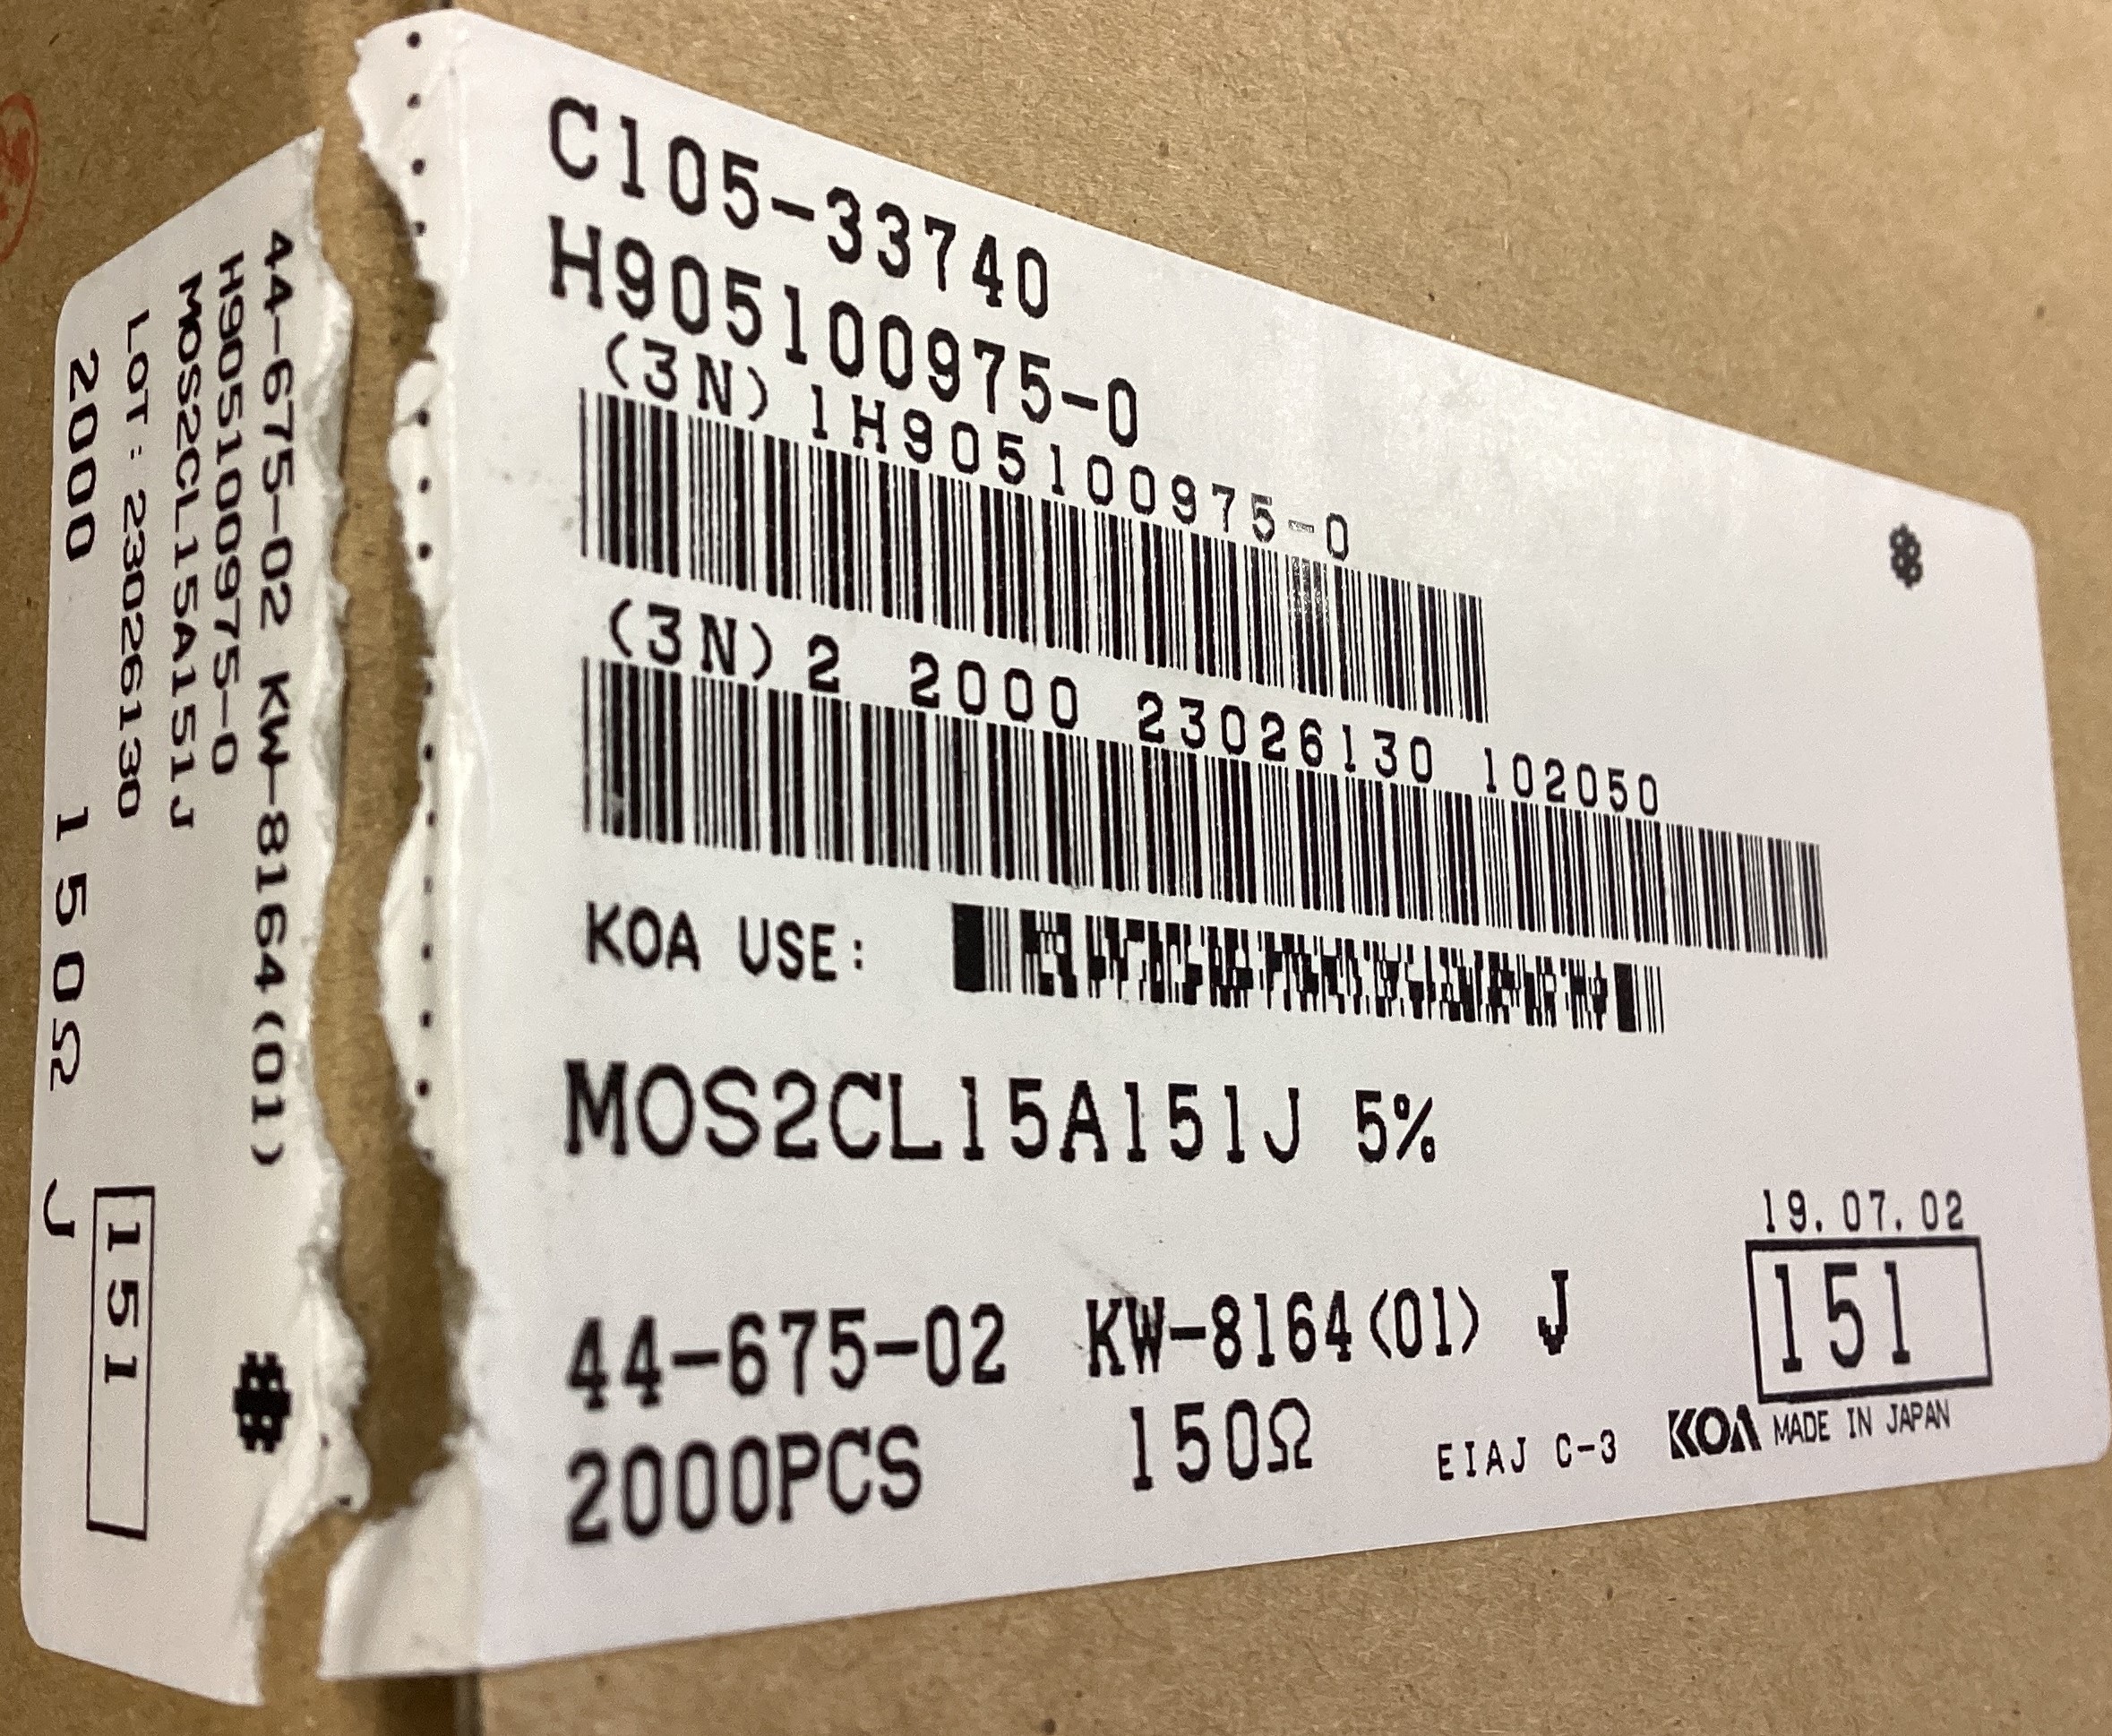 C105-33740
H905100975-0
(3N) 1H905100975-0
(3N) 2 2000 23026130 102050
KOA USE:
MOS2CL15A151J 5%
19.07.02
151
44-675-02 KW-8164(01) J
2000PCS 150Ω EIAJ C-3 KOA MADE IN JAPAN
#
44-675-02 KW-8164(01) #
H905100975-0
MOS2CL15A151J
LOT: 23026130
151
2000 150Ω J